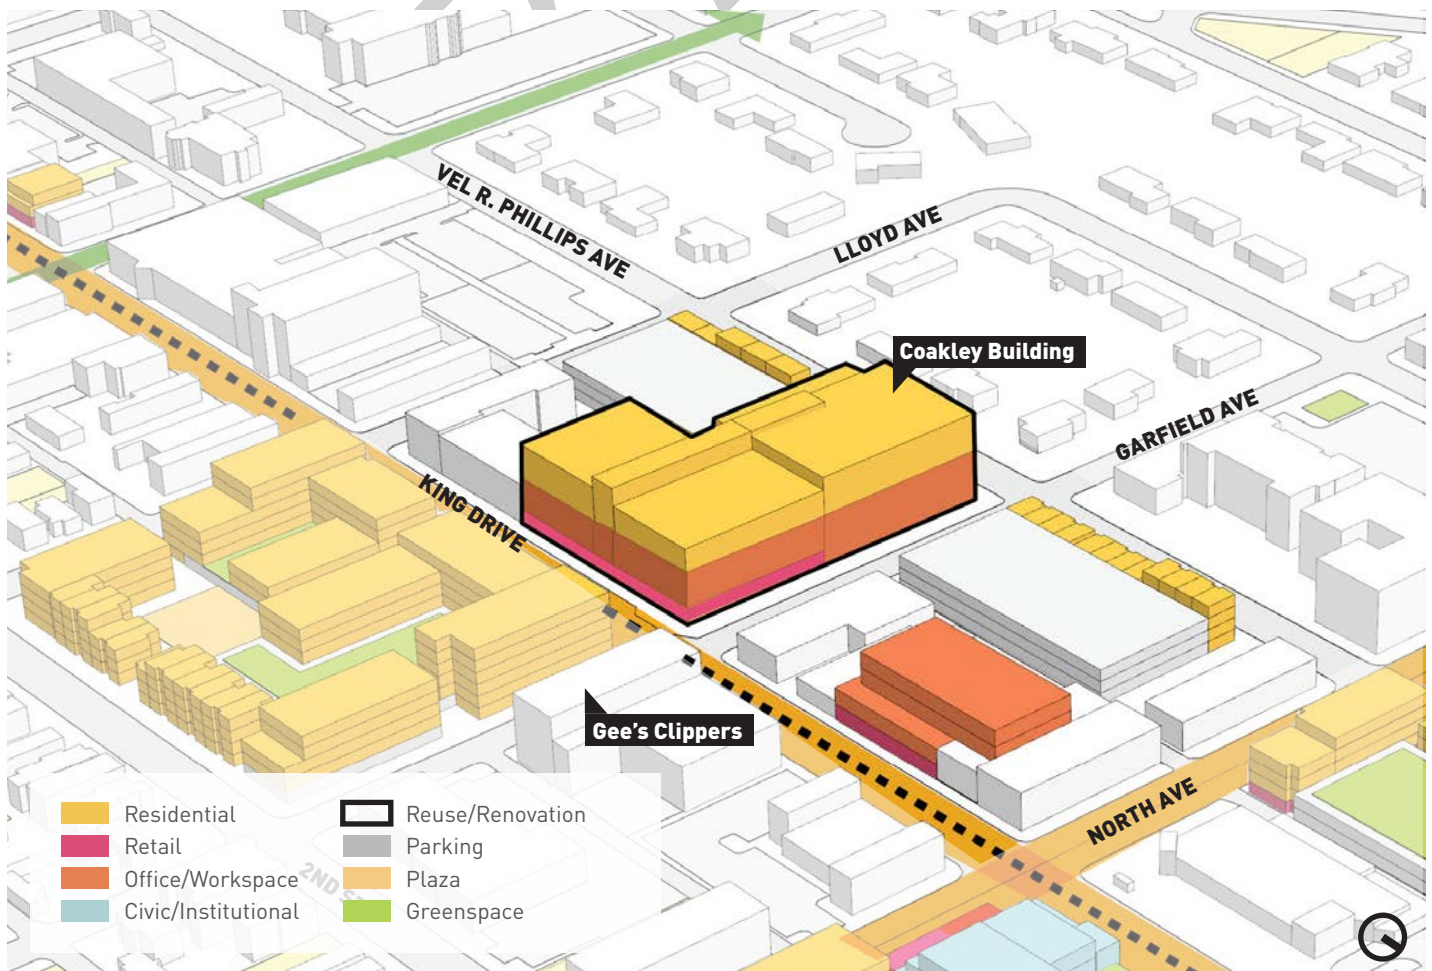 VEL R. PHILLIPS AVE
LLOYD AVE
Coakley Building
GARFIELD AVE
KING DRIVE
Gee's Clippers
NORTH AVE
Residential
Retail
Office/Workspace
Civic/Institutional
Reuse/Renovation
Parking
Plaza
Greenspace
2ND